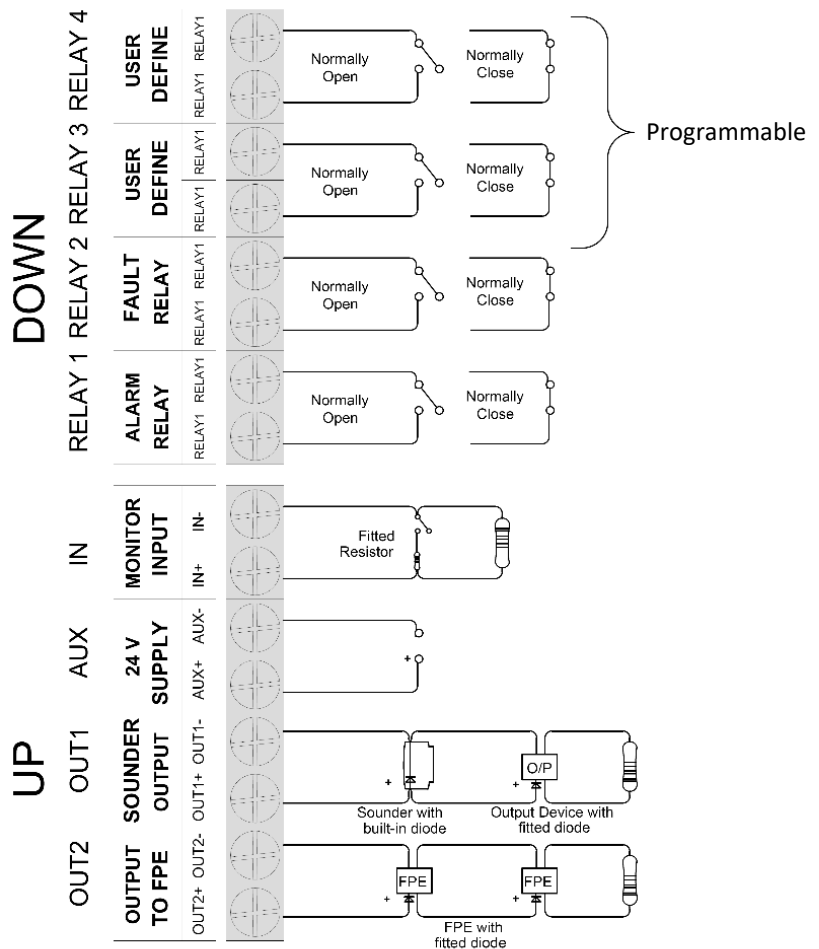 DOWN
RELAY 4
USER
DEFINE
RELAY1
RELAY1
Normally
Open
Normally
Close
RELAY 3
USER
DEFINE
RELAY1
RELAY1
Normally
Open
Normally
Close
Programmable
RELAY 2
FAULT
RELAY
RELAY1
RELAY1
Normally
Open
Normally
Close
RELAY 1
ALARM
RELAY
RELAY1
RELAY1
Normally
Open
Normally
Close
UP
IN
MONITOR
INPUT
IN-
IN+
Fitted
Resistor
AUX
24 V
SUPPLY
AUX-
AUX+
+
OUT1
SOUNDER
OUTPUT
OUT1-
OUT1+
+
Sounder with
built-in diode
O/P
+
Output Device with
fitted diode
OUT2
OUTPUT
TO FPE
OUT2-
OUT2+
FPE
+
FPE
+
FPE with
fitted diode